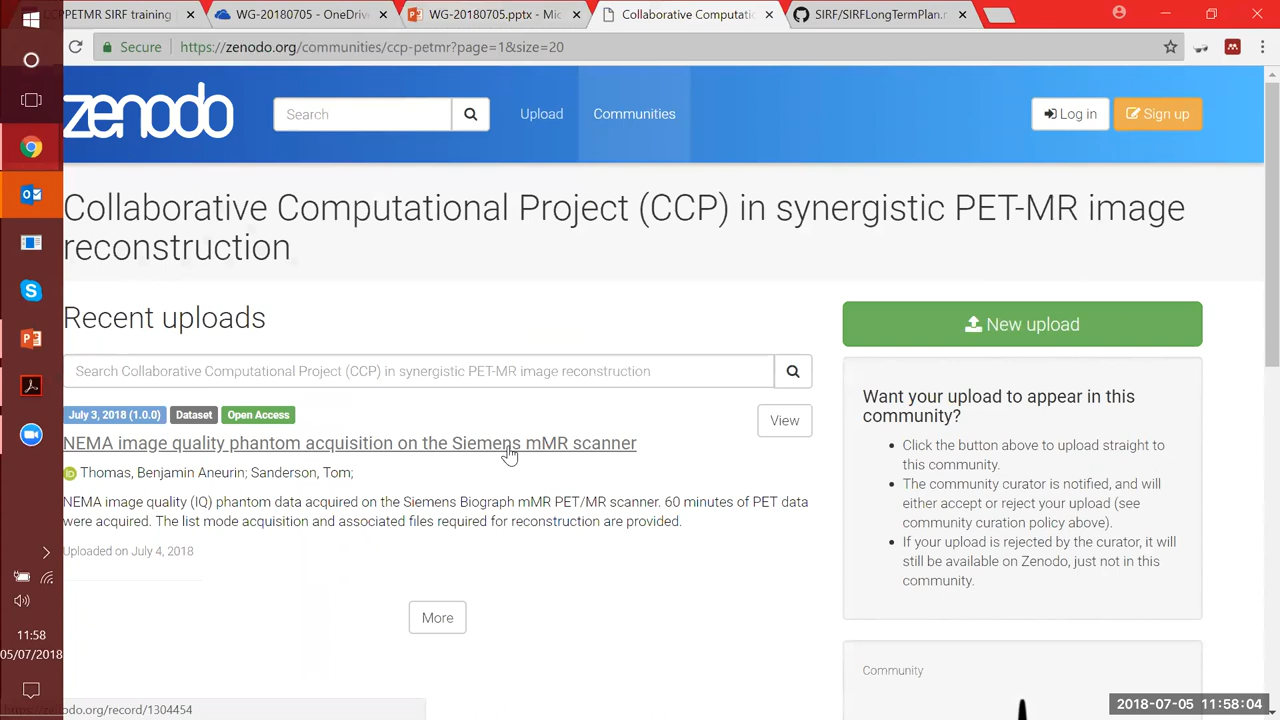 CCPPETMR SIRF training
WG-20180705 - OneDriv
WG-20180705.pptx - Mic
Collaborative Computati
SIRF/SIRFLongTermPlan.r
Secure
https://zenodo.org/communities/ccp-petmr?page=1&size=20
zenodo
Search
Upload
Communities
Log in
Sign up
Collaborative Computational Project (CCP) in synergistic PET-MR image
reconstruction
Recent uploads
New upload
Search Collaborative Computational Project (CCP) in synergistic PET-MR image reconstruction
July 3, 2018 (1.0.0)
Dataset
Open Access
View
NEMA image quality phantom acquisition on the Siemens mMR scanner
Thomas, Benjamin Aneurin; Sanderson, Tom;
NEMA image quality (IQ) phantom data acquired on the Siemens Biograph mMR PET/MR scanner. 60 minutes of PET data
were acquired. The list mode acquisition and associated files required for reconstruction are provided.
Uploaded on July 4, 2018
More
Want your upload to appear in this
community?
Click the button above to upload straight to
this community.
The community curator is notified, and will
either accept or reject your upload (see
community curation policy above).
If your upload is rejected by the curator, it will
still be available on Zenodo, just not in this
community.
Community
11:58
05/07/2018
https://zenodo.org/record/1304454
2018-07-05 11:58:04